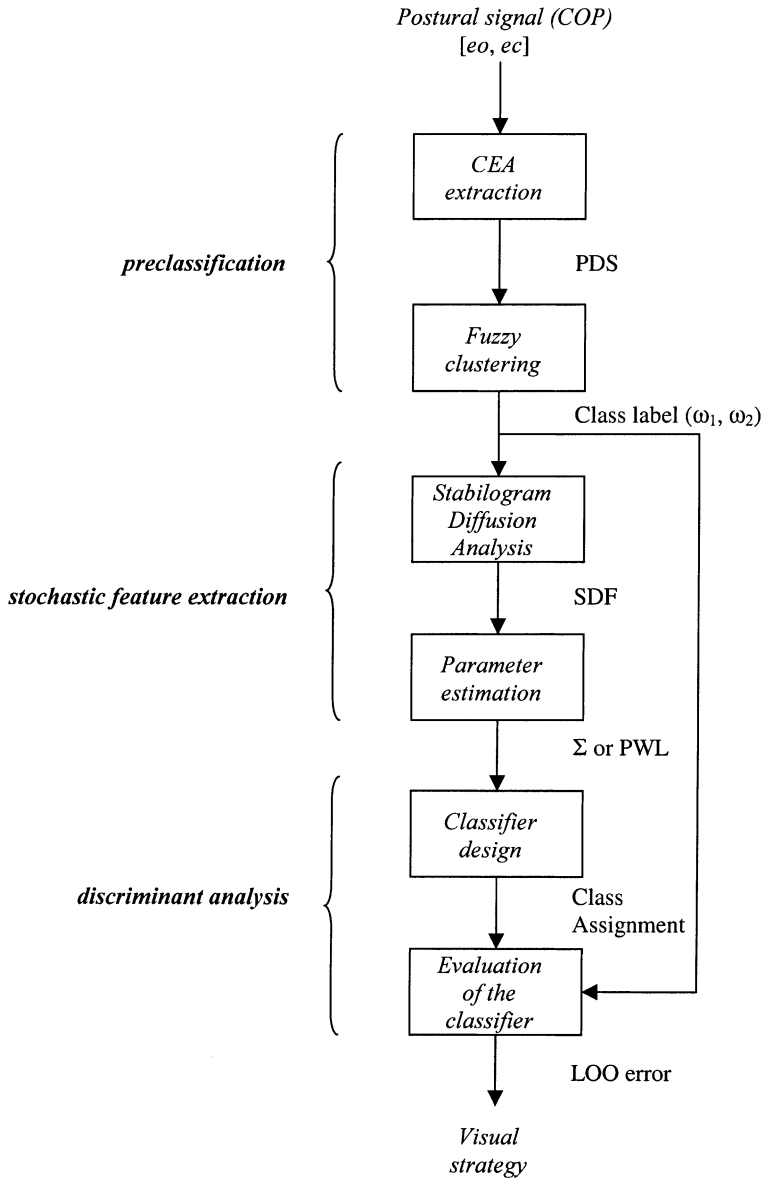 Postural signal (COP)
[eo, ec]
CEA
extraction
preclassification
PDS
Fuzzy
clustering
Class label (ω₁, ω₂)
Stabilogram
Diffusion
Analysis
stochastic feature extraction
SDF
Parameter
estimation
Σ or PWL
Classifier
design
discriminant analysis
Class
Assignment
Evaluation
of the
classifier
LOO error
Visual
strategy